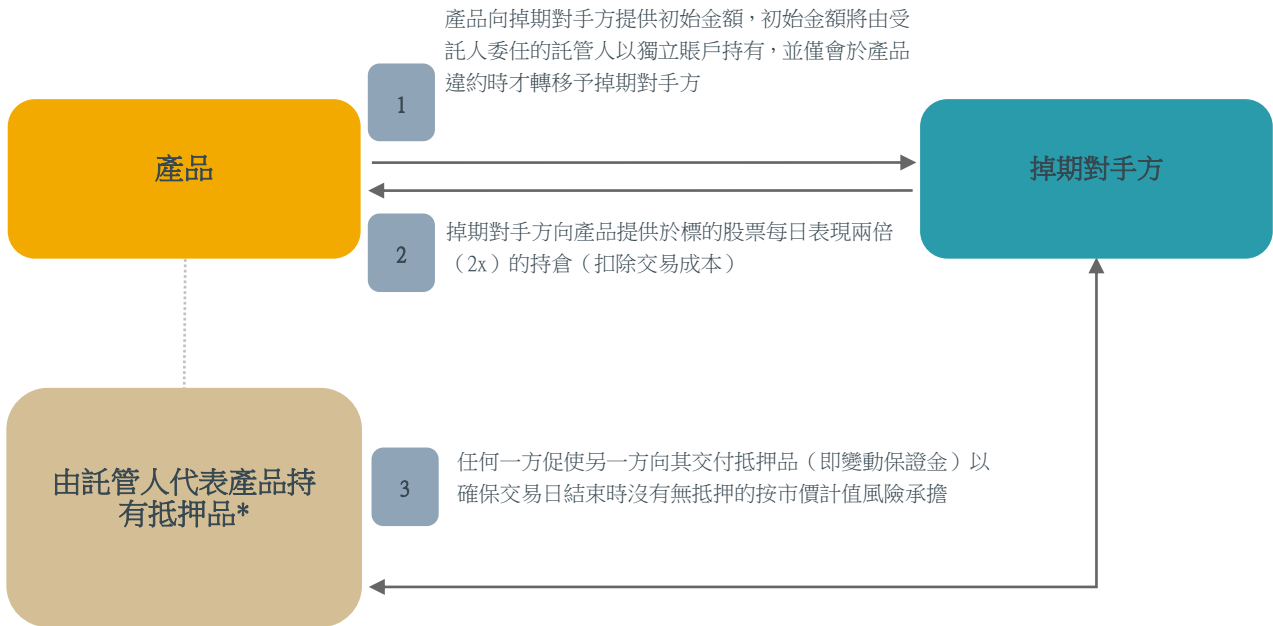 產品向掉期對手方提供初始金額，初始金額將由受
託人委任的託管人以獨立賬戶持有，並僅會於產品
違約時才轉移予掉期對手方
1
產品
掉期對手方
2
掉期對手方向產品提供於標的股票每日表現兩倍
（2x）的持倉（扣除交易成本）
由託管人代表產品持
有抵押品*
3
任何一方促使另一方向其交付抵押品（即變動保證金）以
確保交易日結束時沒有無抵押的按市價計值風險承擔